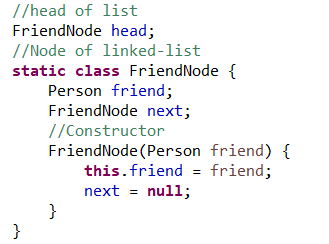 //head of list
FriendNode head;
//Node of linked-list
static class FriendNode {
    Person friend;
    FriendNode next;
    //Constructor
    FriendNode(Person friend) {
        this.friend = friend;
        next = null;
    }
}